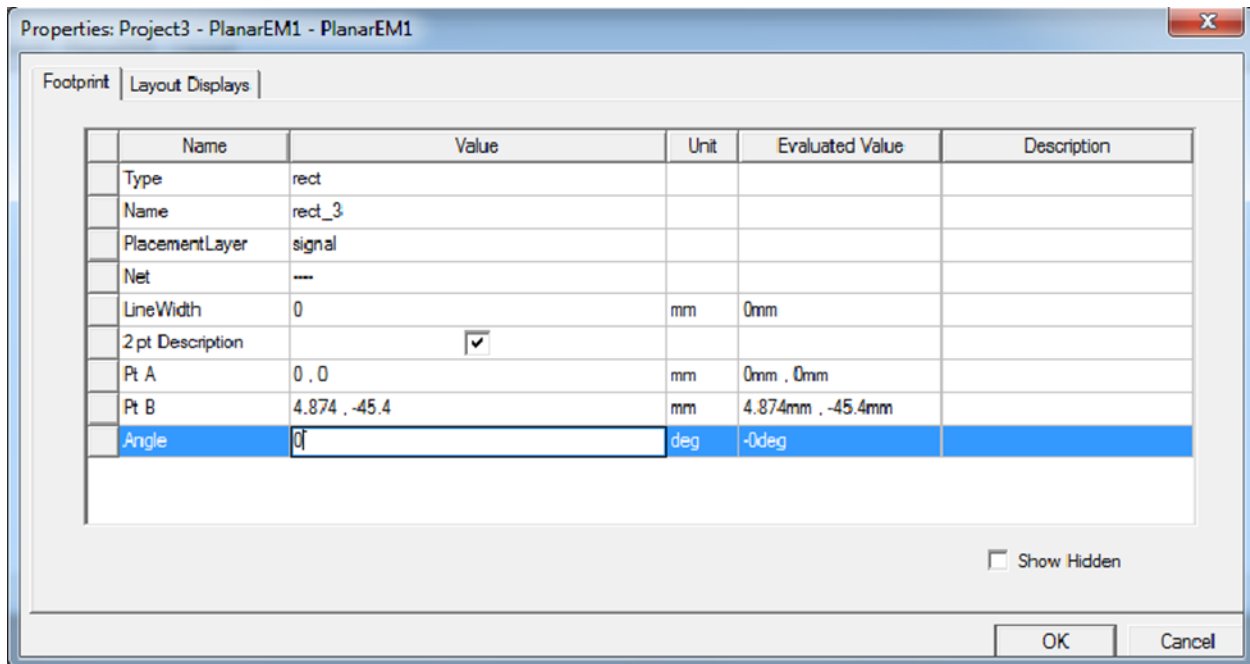 Properties: Project3 - PlanarEM1 - PlanarEM1
x
Footprint Layout Displays
Name Value Unit Evaluated Value Description
Type rect
Name rect_3
PlacementLayer signal
Net ----
LineWidth 0 mm 0mm
2 pt Description
Pt A 0 , 0 mm 0mm , 0mm
Pt B 4.874 , -45.4 mm 4.874mm , -45.4mm
Angle 0 deg -0deg
Show Hidden
OK Cancel